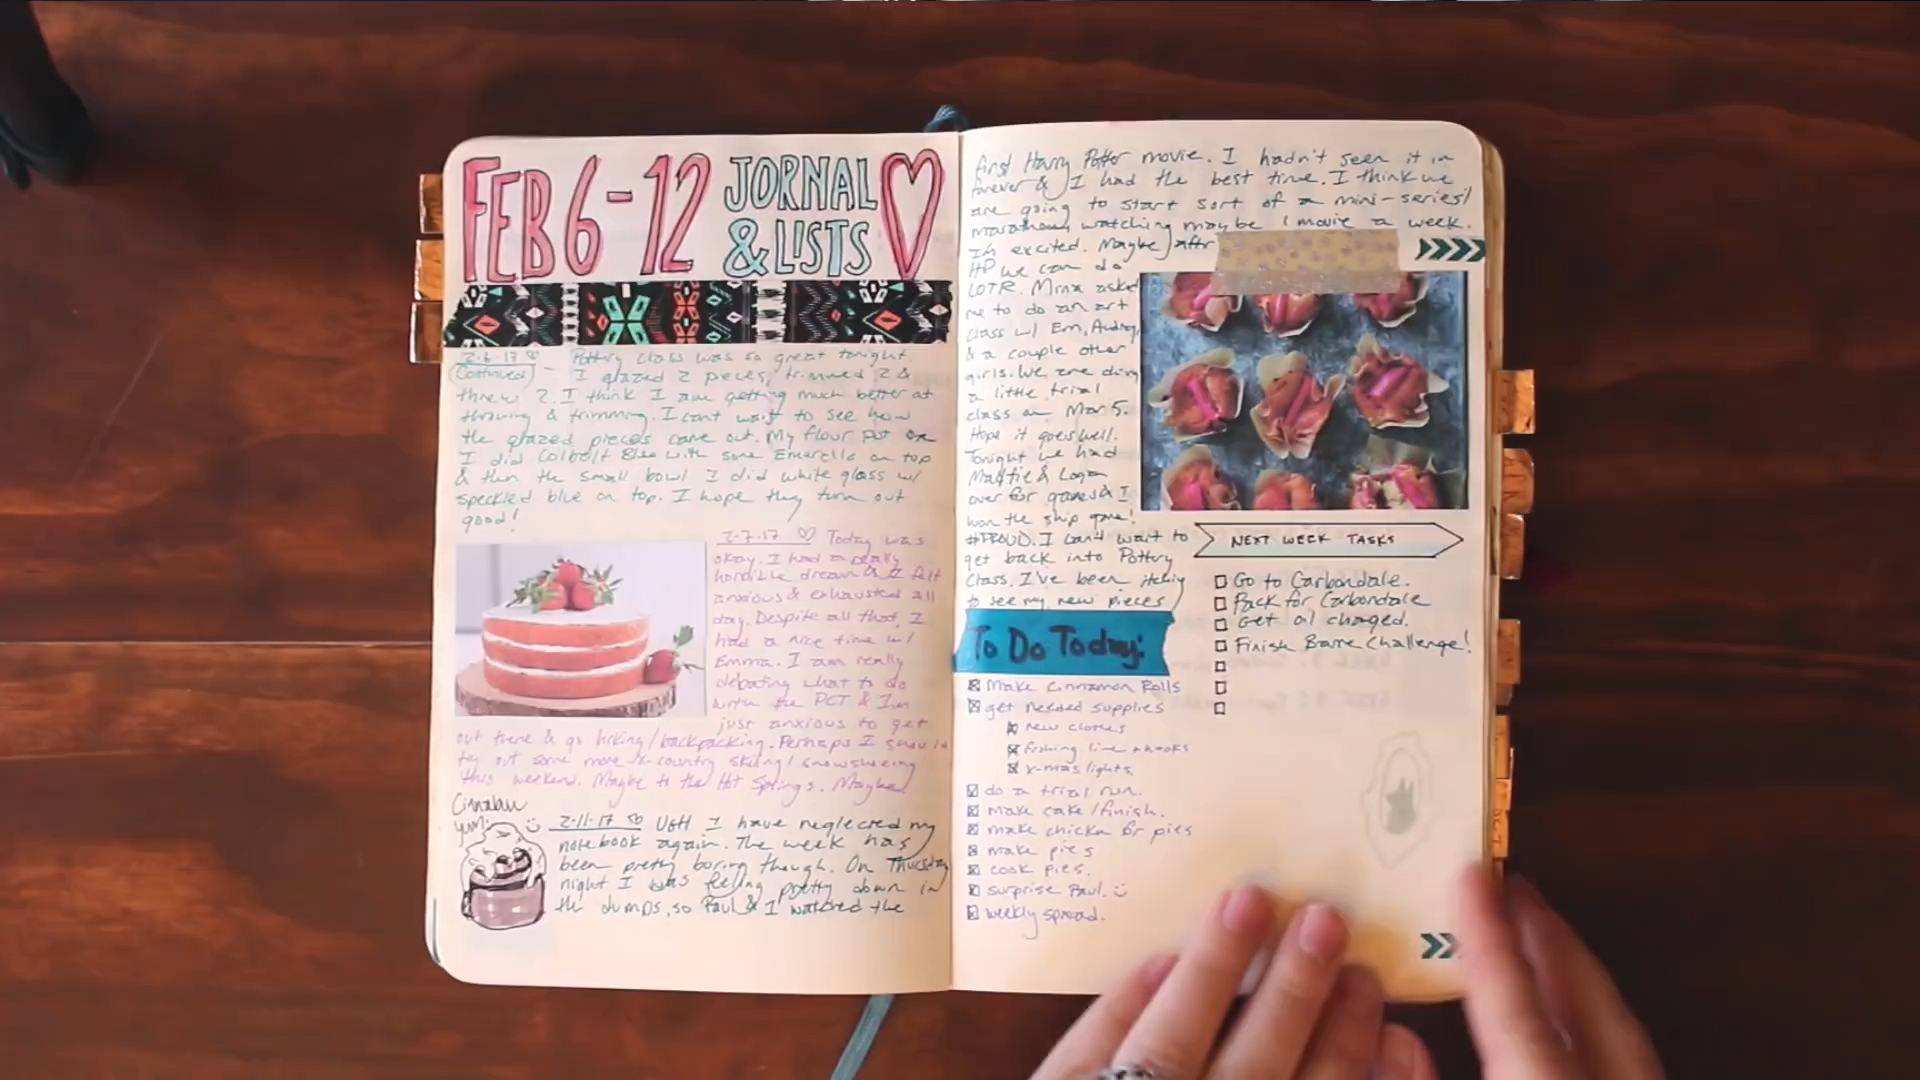 FEB 6-12 JORNAL
& LISTS
2-6-17 Pottery class was so great tonight.
(Continued) - I glazed 2 pieces, trimmed 2 &
threw 2. I think I am getting much better at
throwing & trimming. I cant wait to see how
the glazed pieces came out. My flour pot
I did Colbolt Blue with some on top
& then the small bowl I did white glass w/
speckled blue on top. I hope they turn out
good!
2-7-17 Today was
okay. I had a really
horrible dream & I felt
anxious & exhausted all
day. Despite all that, I
had a nice time w/
Emma. I am really
debating what to do
with the PCT & I'm
just anxious to get
out there & go hiking/backpacking. Perhaps I should
try out some more x-country skiing/snowshoeing
this weekend. Maybe to the Hot Springs. Maybe
Cinnabun
yum.
2-11-17 UGH I have neglected my
notebook again. The week has
been pretty boring though. On Thursday
night I was feeling pretty down in
the dumps, so Paul & I watched the
first Harry Potter movie. I hadn't seen it in
forever & I had the best time. I think we
are going to start sort of a mini-series/
marathon, watching maybe 1 movie a week.
I'm excited. Maybe after
HP we can do
LOTR. asked
me to do an art
class w/ Em, Audrey,
& a couple other
girls. We are doing
a little trial
class on Mar 5.
Hope it goes well.
Tonight we had
& Logan
over for games & I
won the ship game!
#PROUD. I can't wait to
get back into Pottery
Class. I've been itching
to see my new pieces
To Do Today:
make cinnamon Rolls
get needed supplies
new clothes
fishing line & hooks
x-mas lights.
do a trial run.
make cake/finish.
make chicken for pies
make pies
cook pies.
surprise Paul.
weekly spread.
NEXT WEEK TASKS
Go to Carbondale.
Pack for Carbondale
Get oil changed.
Finish Barre Challenge!